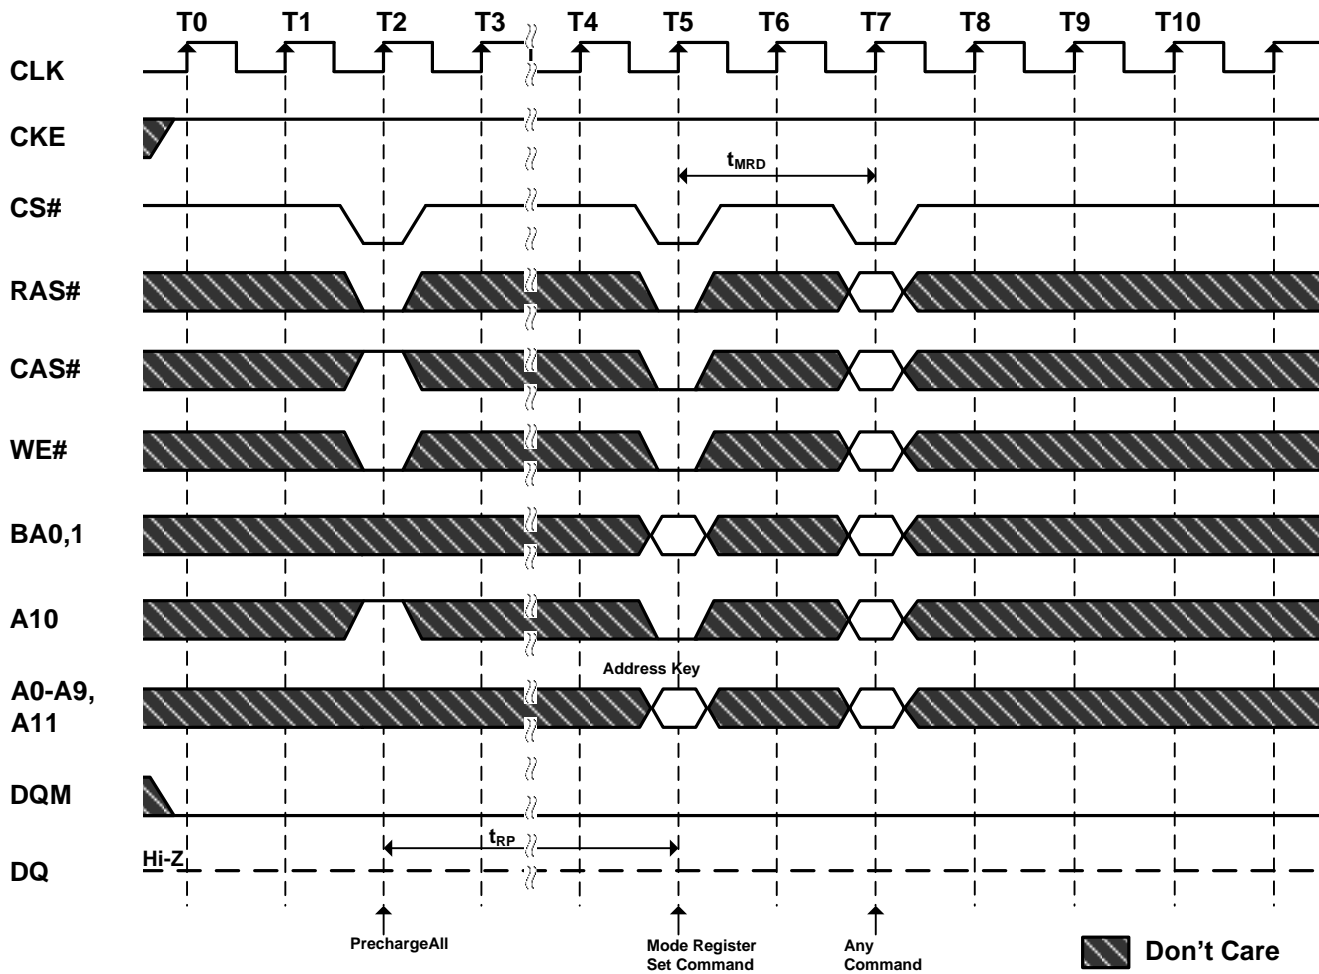 T0 T1 T2 T3 T4 T5 T6 T7 T8 T9 T10
CLK
CKE
tMRD
CS#
RAS#
CAS#
WE#
BA0,1
A10
Address Key
A0-A9,
A11
DQM
tRP
Hi-Z
DQ
PrechargeAll
Mode Register
Set Command
Any
Command
Don't Care